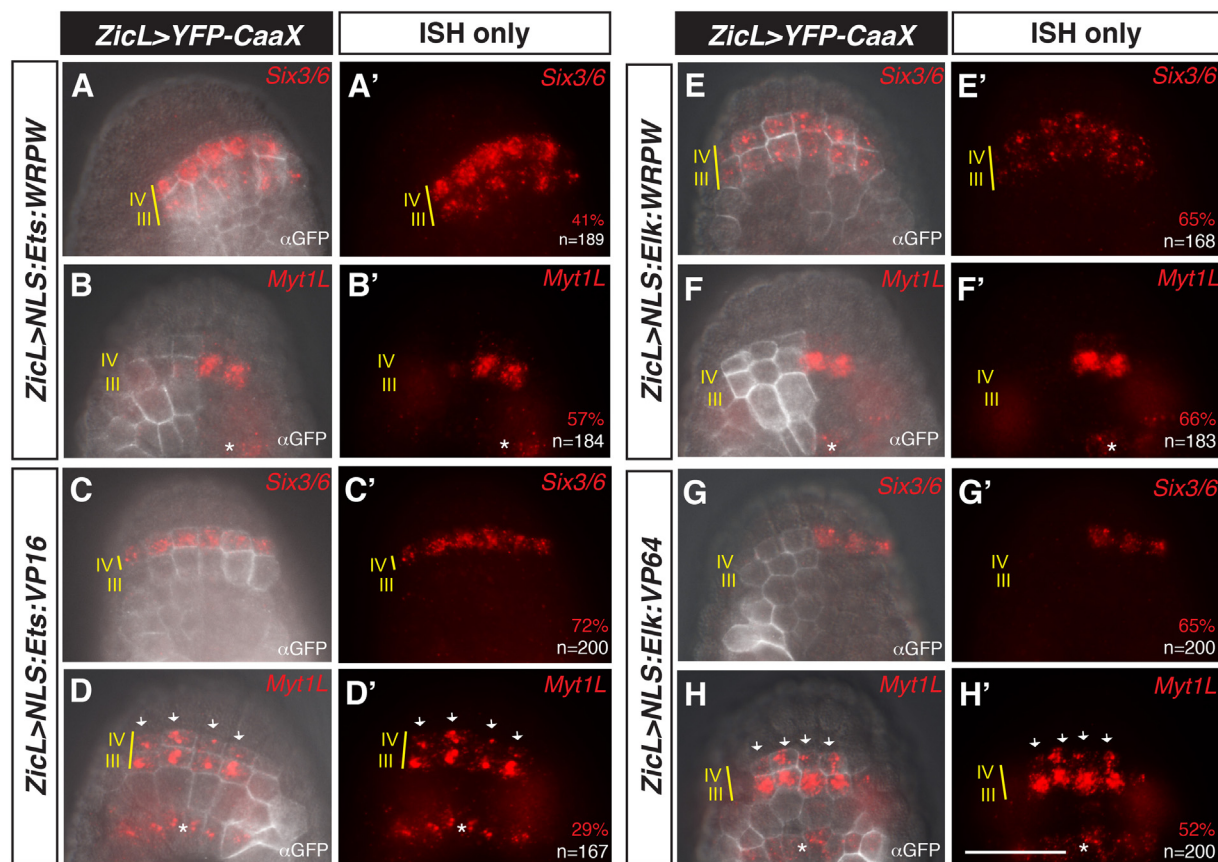 ZicL>YFP-CaaX
ISH only
ZicL>YFP-CaaX
ISH only
ZicL>NLS:Ets:WRPW
A
Six3/6
IV
III
αGFP
A’
Six3/6
IV
III
41%
n=189
B
Myt1L
IV
III
*
αGFP
B’
Myt1L
IV
III
*
57%
n=184
ZicL>NLS:Ets:VP16
C
Six3/6
IV
III
αGFP
C’
Six3/6
IV
III
72%
n=200
D
Myt1L
IV
III
*
αGFP
D’
Myt1L
IV
III
*
29%
n=167
ZicL>NLS:Elk:WRPW
E
Six3/6
IV
III
αGFP
E’
Six3/6
IV
III
65%
n=168
F
Myt1L
IV
III
*
αGFP
F’
Myt1L
IV
III
*
66%
n=183
ZicL>NLS:Elk:VP64
G
Six3/6
IV
III
αGFP
G’
Six3/6
IV
III
65%
n=200
H
Myt1L
IV
III
*
αGFP
H’
Myt1L
IV
III
*
52%
n=200